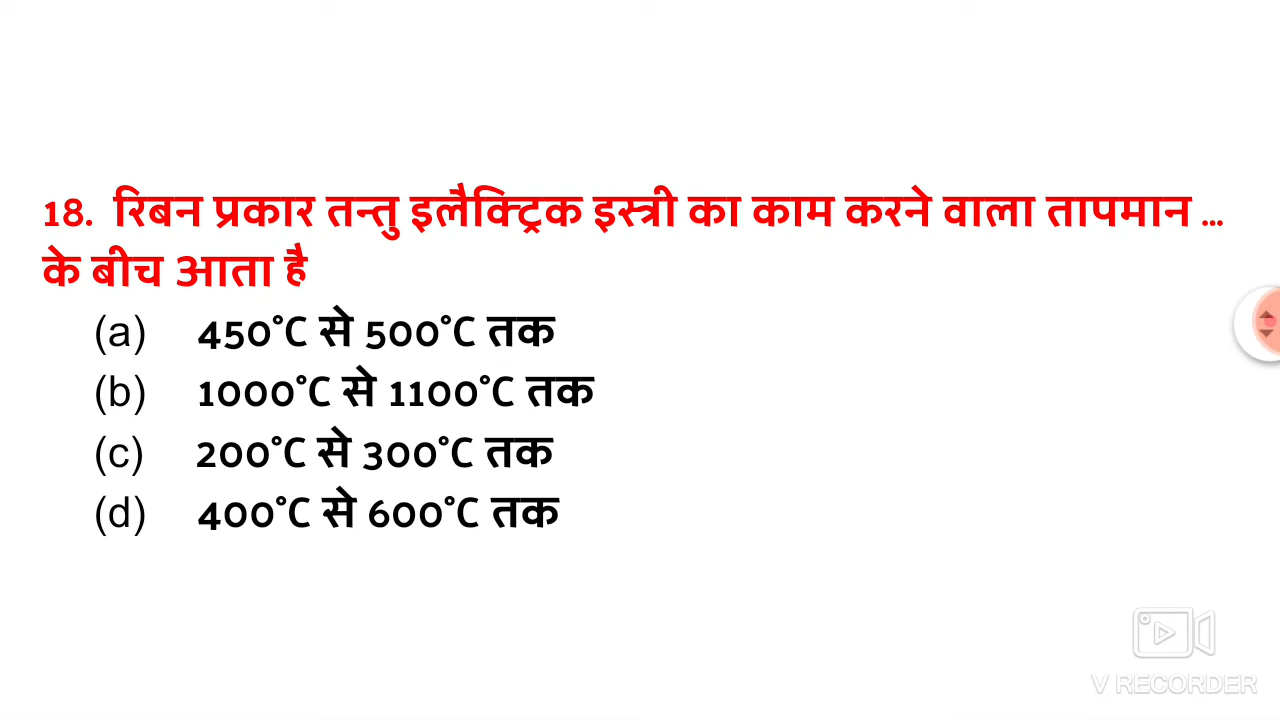 18. रिबन प्रकार तन्तु इलैक्ट्रिक इस्त्री का काम करने वाला तापमान ...
के बीच आता है
(a) 450°C से 500°C तक
(b) 1000°C से 1100°C तक
(c) 200°C से 300°C तक
(d) 400°C से 600°C तक
V RECORDER